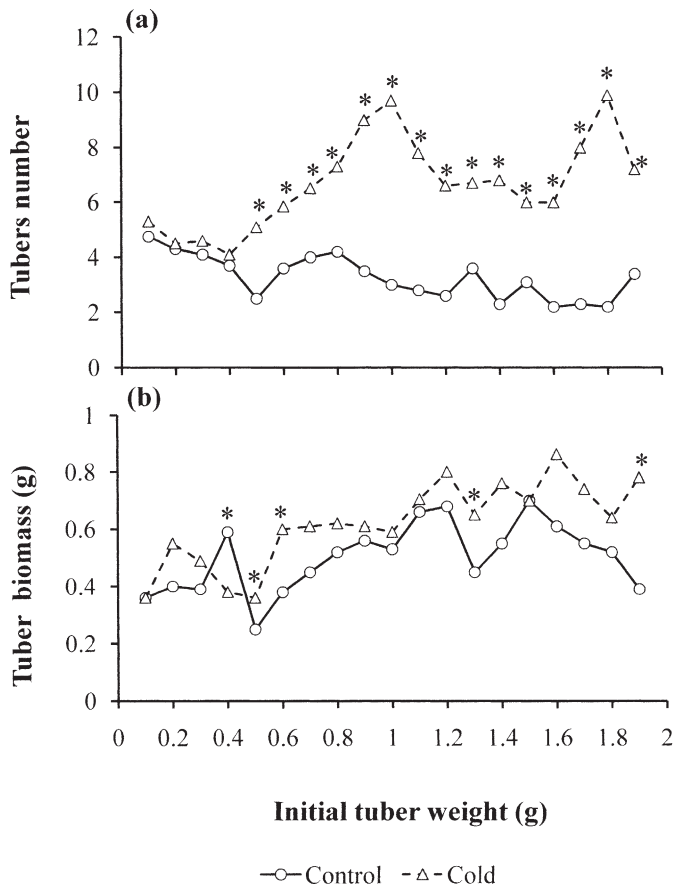 (a)
12
10
8
6
4
2
0
Tubers number
* * * * * * * * * * * * * * *
(b)
1
0.8
0.6
0.4
0.2
0
Tuber biomass (g)
* * * * *
0 0.2 0.4 0.6 0.8 1 1.2 1.4 1.6 1.8 2
Initial tuber weight (g)
Control Cold